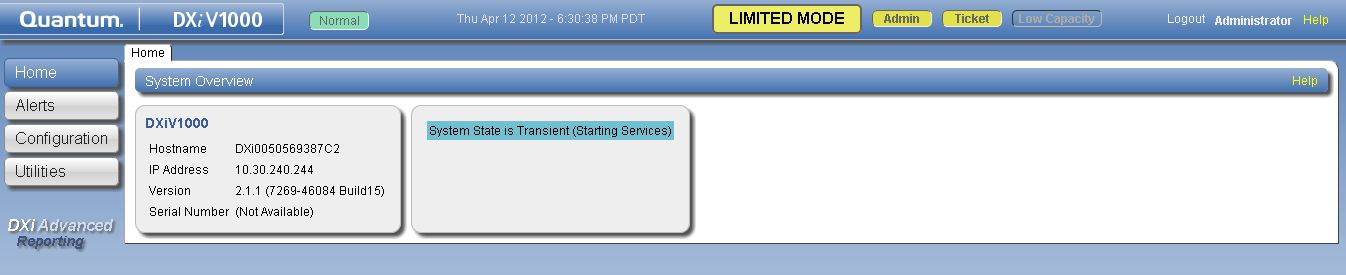 Quantum. DXiV1000 Normal Thu Apr 12 2012 - 6:30:38 PM PDT LIMITED MODE Admin Ticket Low Capacity Logout Administrator Help
Home
Home
System Overview Help
Alerts
Configuration
Utilities
DXiV1000
Hostname DXi0050569387C2
IP Address 10.30.240.244
Version 2.1.1 (7269-46084 Build15)
Serial Number (Not Available)
System State is Transient (Starting Services)
DXi Advanced
Reporting